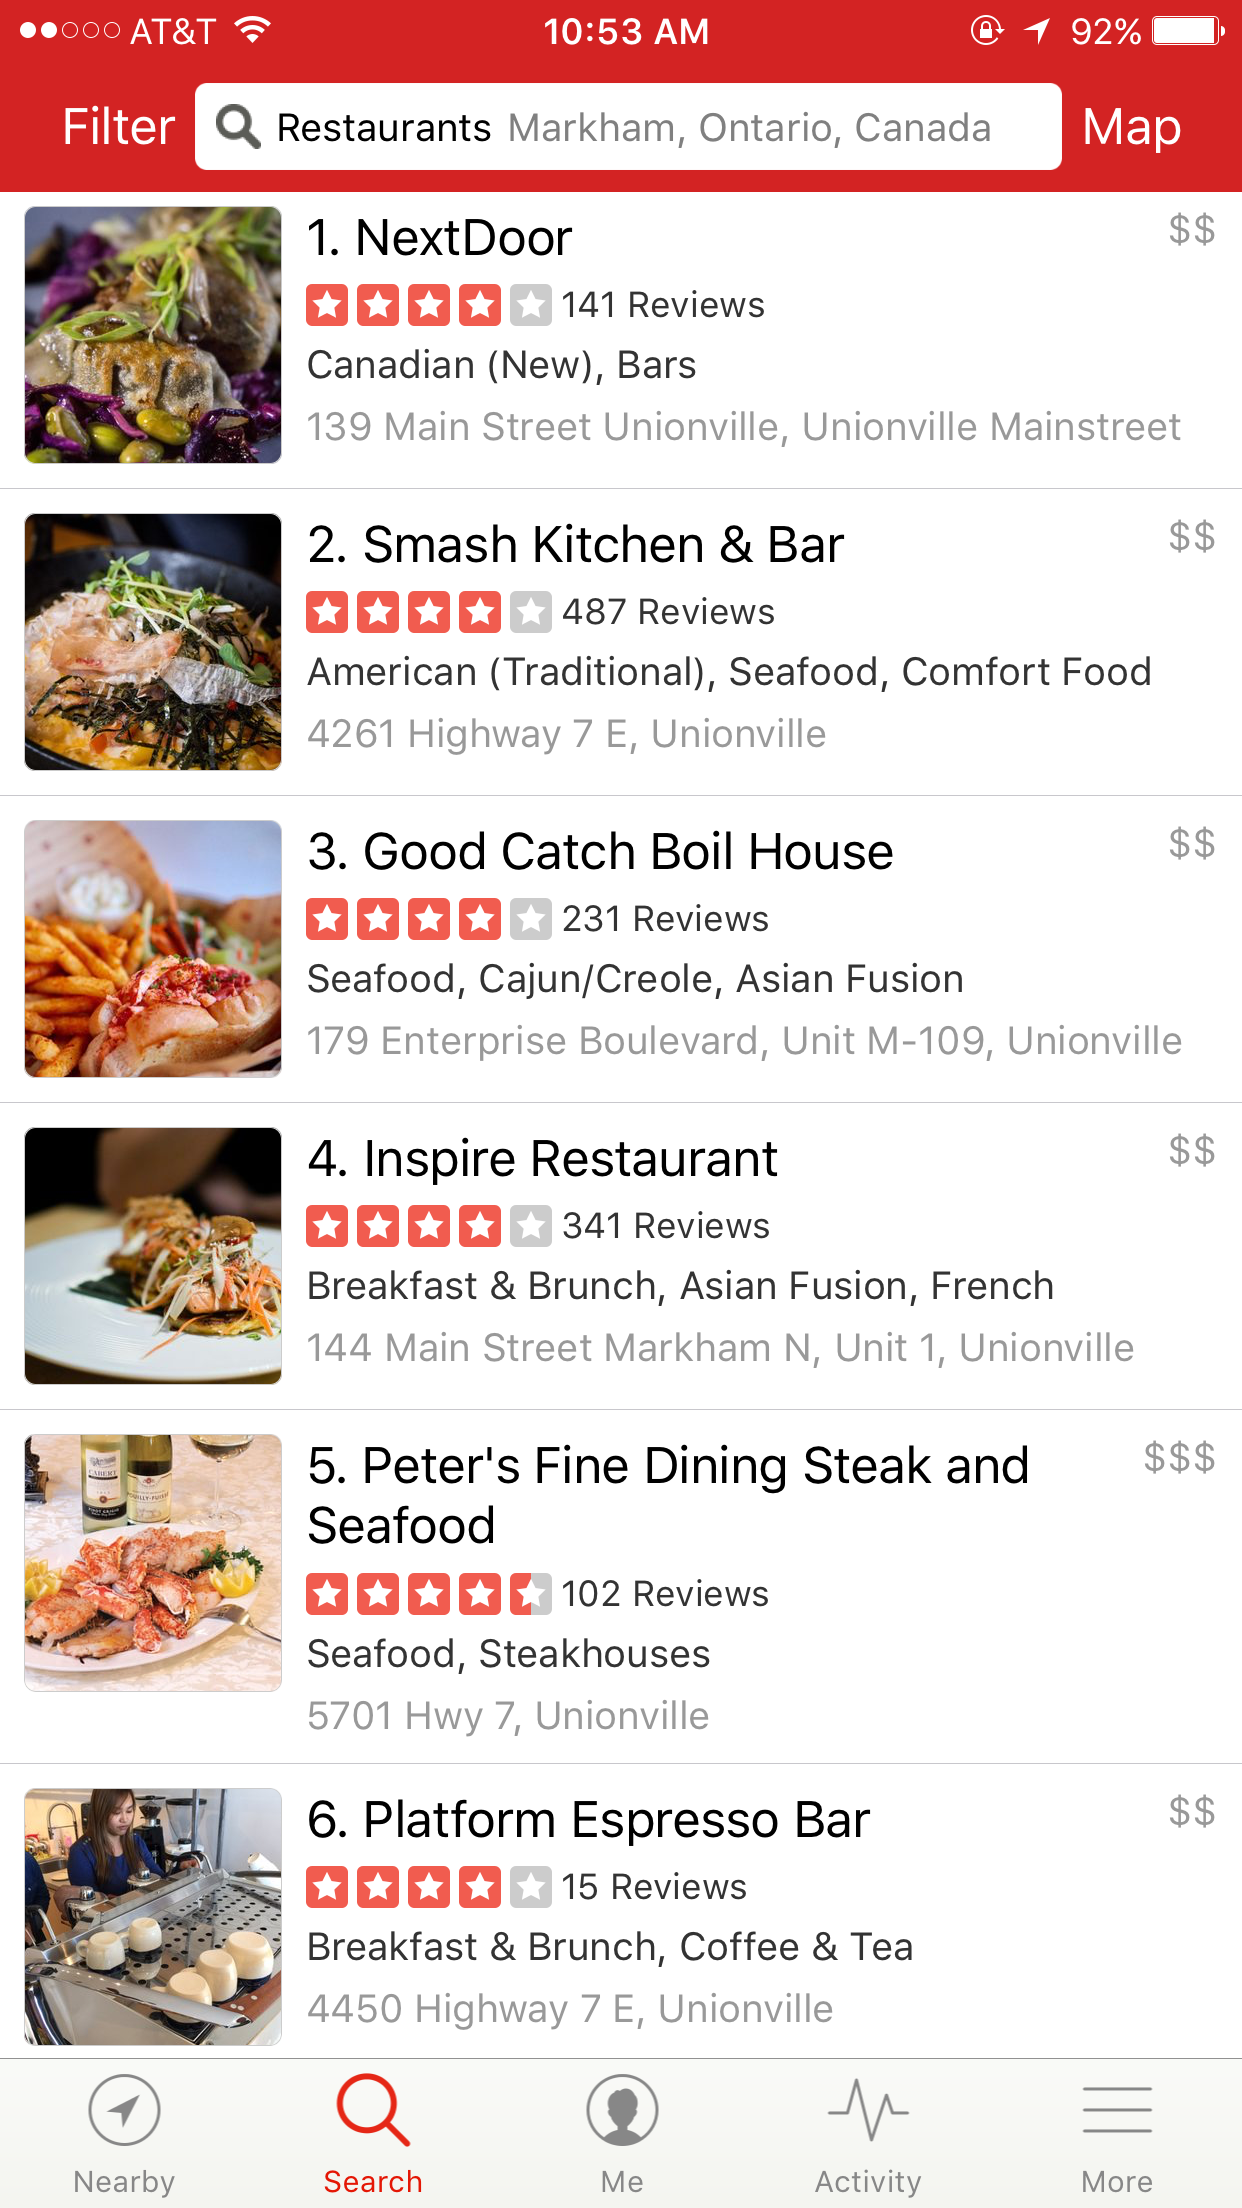 AT&T 10:53 AM 92%
Filter Restaurants Markham, Ontario, Canada Map
1. NextDoor $$
141 Reviews
Canadian (New), Bars
139 Main Street Unionville, Unionville Mainstreet
2. Smash Kitchen & Bar $$
487 Reviews
American (Traditional), Seafood, Comfort Food
4261 Highway 7 E, Unionville
3. Good Catch Boil House $$
231 Reviews
Seafood, Cajun/Creole, Asian Fusion
179 Enterprise Boulevard, Unit M-109, Unionville
4. Inspire Restaurant $$
341 Reviews
Breakfast & Brunch, Asian Fusion, French
144 Main Street Markham N, Unit 1, Unionville
5. Peter's Fine Dining Steak and $$$
Seafood
102 Reviews
Seafood, Steakhouses
5701 Hwy 7, Unionville
6. Platform Espresso Bar $$
15 Reviews
Breakfast & Brunch, Coffee & Tea
4450 Highway 7 E, Unionville
Nearby Search Me Activity More